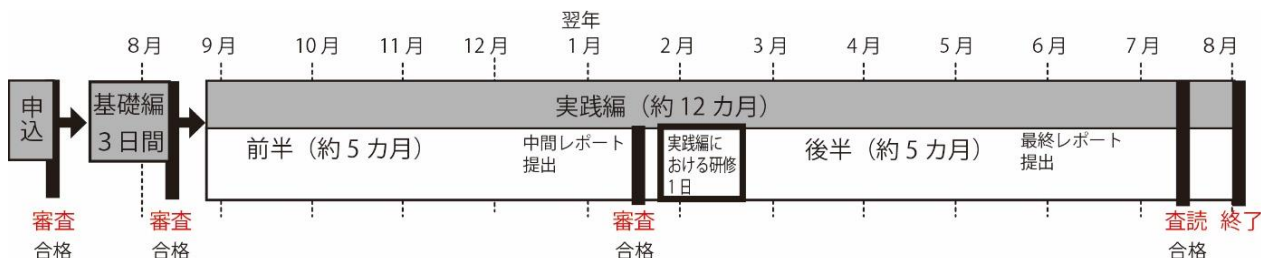 翌年
8月 9月 10月 11月 12月 1月 2月 3月 4月 5月 6月 7月 8月
申込
基礎編
3日間
実践編（約12カ月）
前半（約5カ月）
中間レポート
提出
実践編に
おける研修
1日
後半（約5カ月）
最終レポート
提出
審査
合格
審査
合格
審査
合格
査読
合格
終了